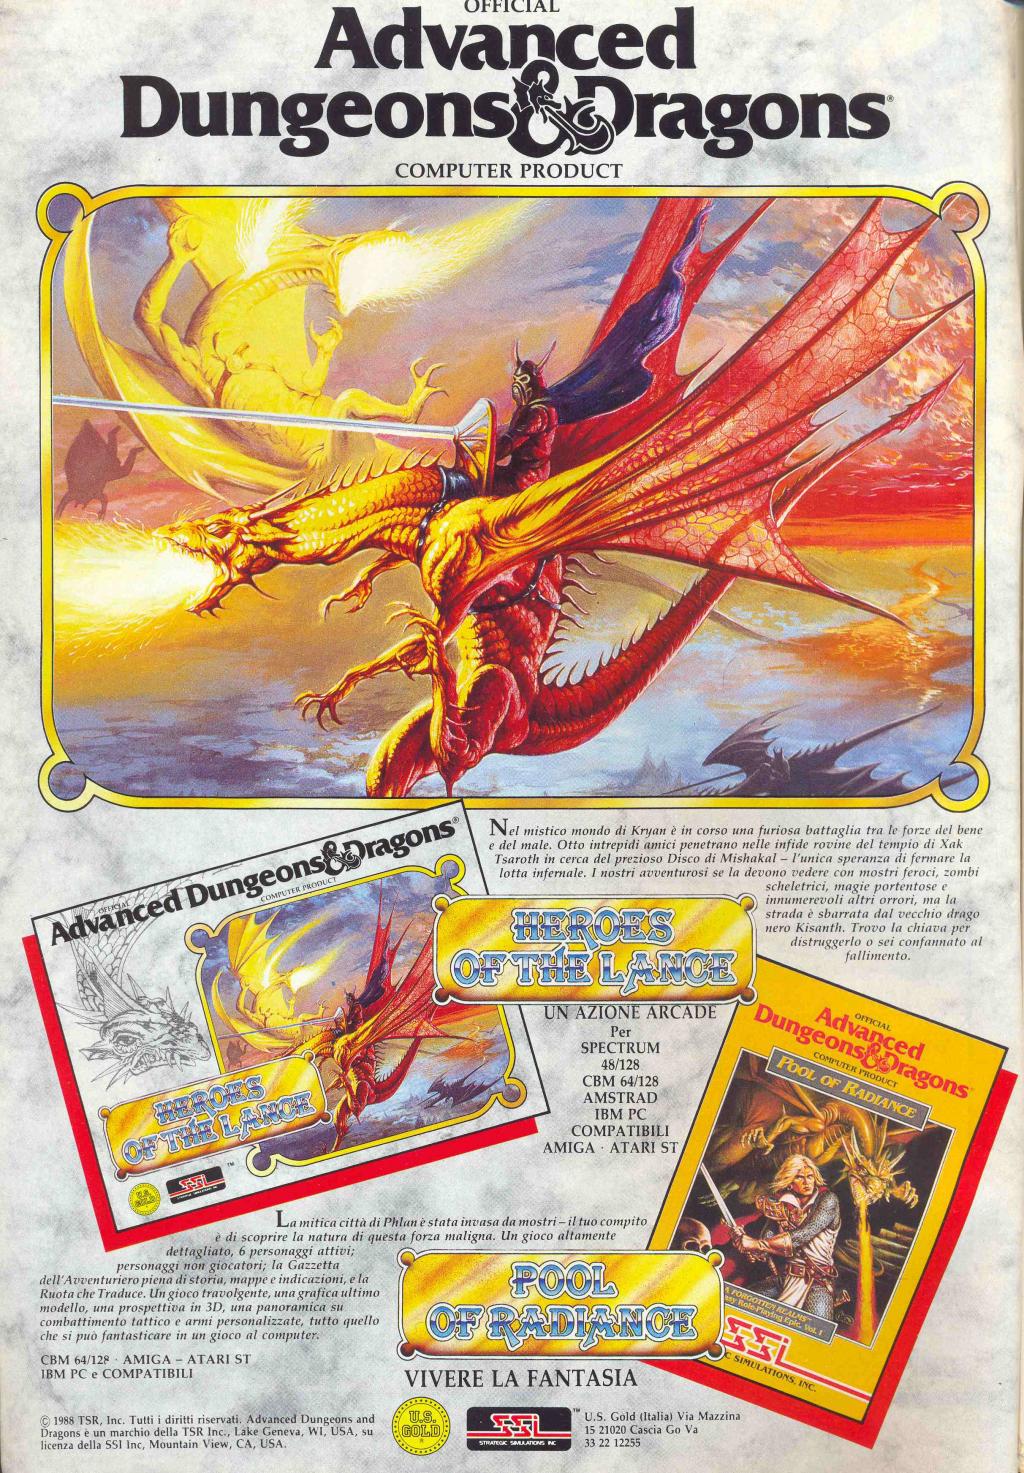 OFFICIAL
Advanced
Dungeons & Dragons®
COMPUTER PRODUCT
Nel mistico mondo di Kryan è in corso una furiosa battaglia tra le forze del bene
e del male. Otto intrepidi amici penetrano nelle infide rovine del tempio di Xak
Tsaroth in cerca del prezioso Disco di Mishakal – l'unica speranza di fermare la
lotta infernale. I nostri avventurosi se la devono vedere con mostri feroci, zombi
scheletrici, magie portentose e
innumerevoli altri orrori, ma la
strada è sbarrata dal vecchio drago
nero Kisanth. Trovo la chiava per
distruggerlo o sei confannato al
fallimento.
OFFICIAL
Advanced Dungeons & Dragons®
COMPUTER PRODUCT
HEROES
OF THE LANCE
U.S.
GOLD
SSI
™
HEROES
OF THE LANCE
UN AZIONE ARCADE
Per
SPECTRUM
48/128
CBM 64/128
AMSTRAD
IBM PC
COMPATIBILI
AMIGA · ATARI ST
OFFICIAL
Advanced
Dungeons & Dragons®
COMPUTER PRODUCT
POOL OF RADIANCE
A FORGOTTEN REALMS™
Role-Playing Epic, Vol. I
SSI
C SIMULATIONS, INC.
La mitica città di Phlan è stata invasa da mostri – il tuo compito
è di scoprire la natura di questa forza maligna. Un gioco altamente
dettagliato, 6 personaggi attivi;
personaggi non giocatori; la Gazzetta
dell'Avventuriero piena di storia, mappe e indicazioni, e la
Ruota che Traduce. Un gioco travolgente, una grafica ultimo
modello, una prospettiva in 3D, una panoramica su
combattimento tattico e armi personalizzate, tutto quello
che si può fantasticare in un gioco al computer.
CBM 64/128 · AMIGA – ATARI ST
IBM PC e COMPATIBILI
POOL
OF RADIANCE
VIVERE LA FANTASIA
© 1988 TSR, Inc. Tutti i diritti riservati. Advanced Dungeons and
Dragons è un marchio della TSR Inc., Lake Geneva, WI, USA, su
licenza della SSI Inc, Mountain View, CA, USA.
U.S.
GOLD
®
SSI
™
STRATEGIC SIMULATIONS INC
U.S. Gold (Italia) Via Mazzina
15 21020 Cascia Go Va
33 22 12255